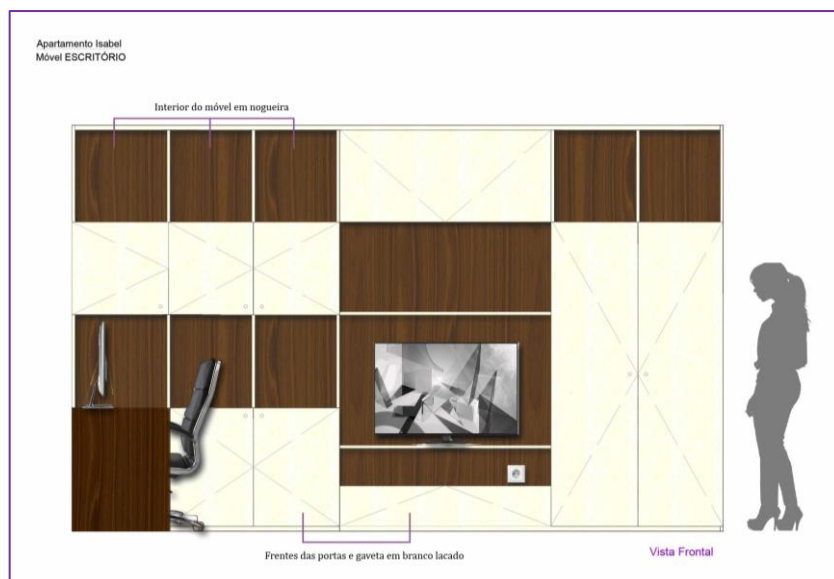 Apartamento Isabel
Móvel ESCRITÓRIO
Interior do móvel em nogueira
Frentes das portas e gaveta em branco lacado
Vista Frontal